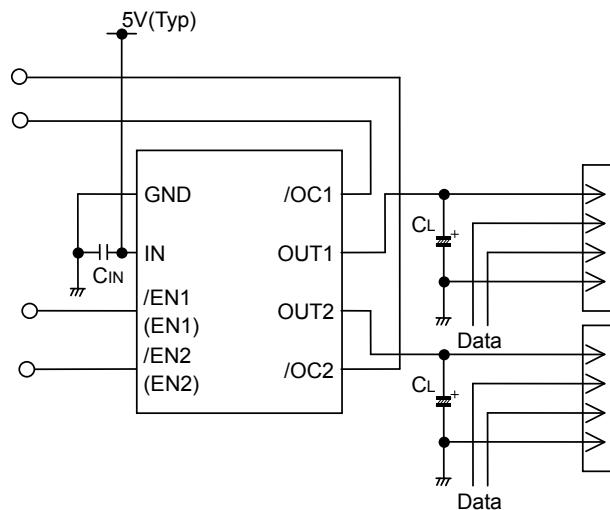 5V(Typ)
GND
/OC1
IN
OUT1
CIN
/EN1
(EN1)
OUT2
/EN2
(EN2)
/OC2
CL
+
Data
CL
+
Data